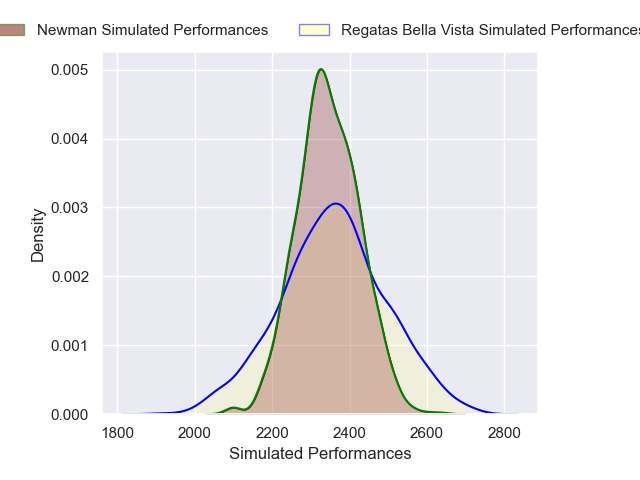 Newman Simulated Performances
Regatas Bella Vista Simulated Performances
0.005
0.004
0.003
0.002
0.001
0.000
Density
1800 2000 2200 2400 2600 2800
Simulated Performances